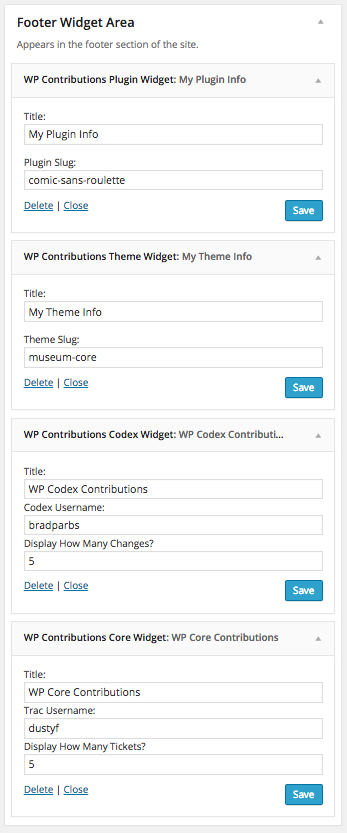 Footer Widget Area
Appears in the footer section of the site.
WP Contributions Plugin Widget: My Plugin Info
Title:
My Plugin Info
Plugin Slug:
comic-sans-roulette
Delete | Close
Save
WP Contributions Theme Widget: My Theme Info
Title:
My Theme Info
Theme Slug:
museum-core
Delete | Close
Save
WP Contributions Codex Widget: WP Codex Contributi...
Title:
WP Codex Contributions
Codex Username:
bradparbs
Display How Many Changes?
5
Delete | Close
Save
WP Contributions Core Widget: WP Core Contributions
Title:
WP Core Contributions
Trac Username:
dustyf
Display How Many Tickets?
5
Delete | Close
Save